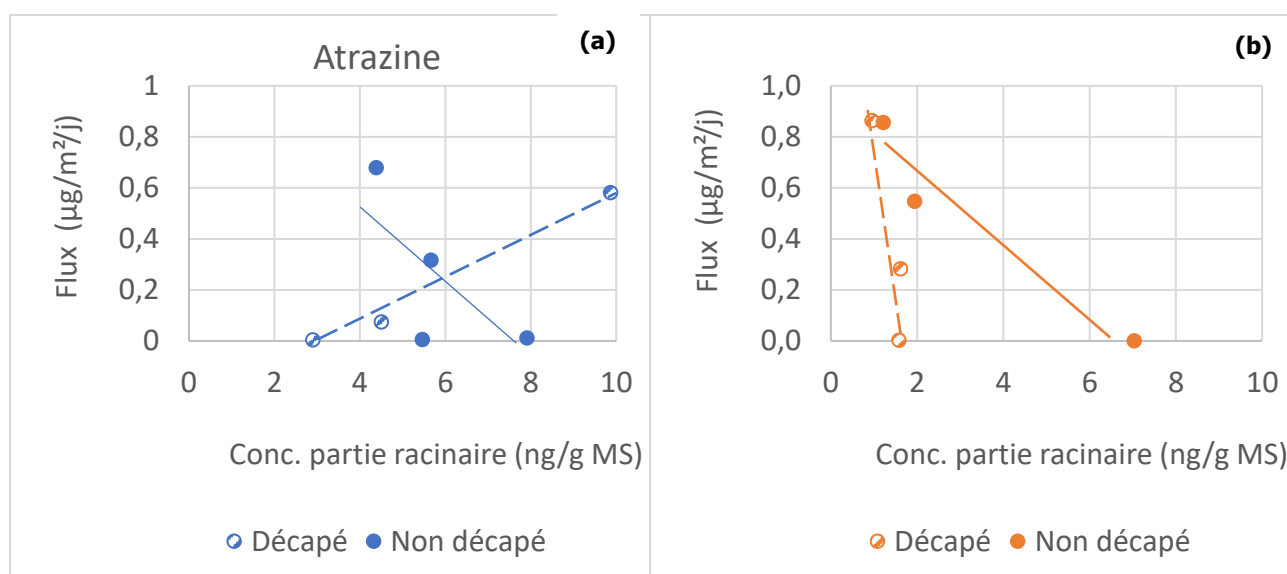 (a)
Atrazine
1
0,8
0,6
0,4
0,2
0
Flux (µg/m²/j)
0 2 4 6 8 10
Conc. partie racinaire (ng/g MS)
Décapé Non décapé
(b)
1,0
0,8
0,6
0,4
0,2
0,0
Flux (µg/m²/j)
0 2 4 6 8 10
Conc. partie racinaire (ng/g MS)
Décapé Non décapé